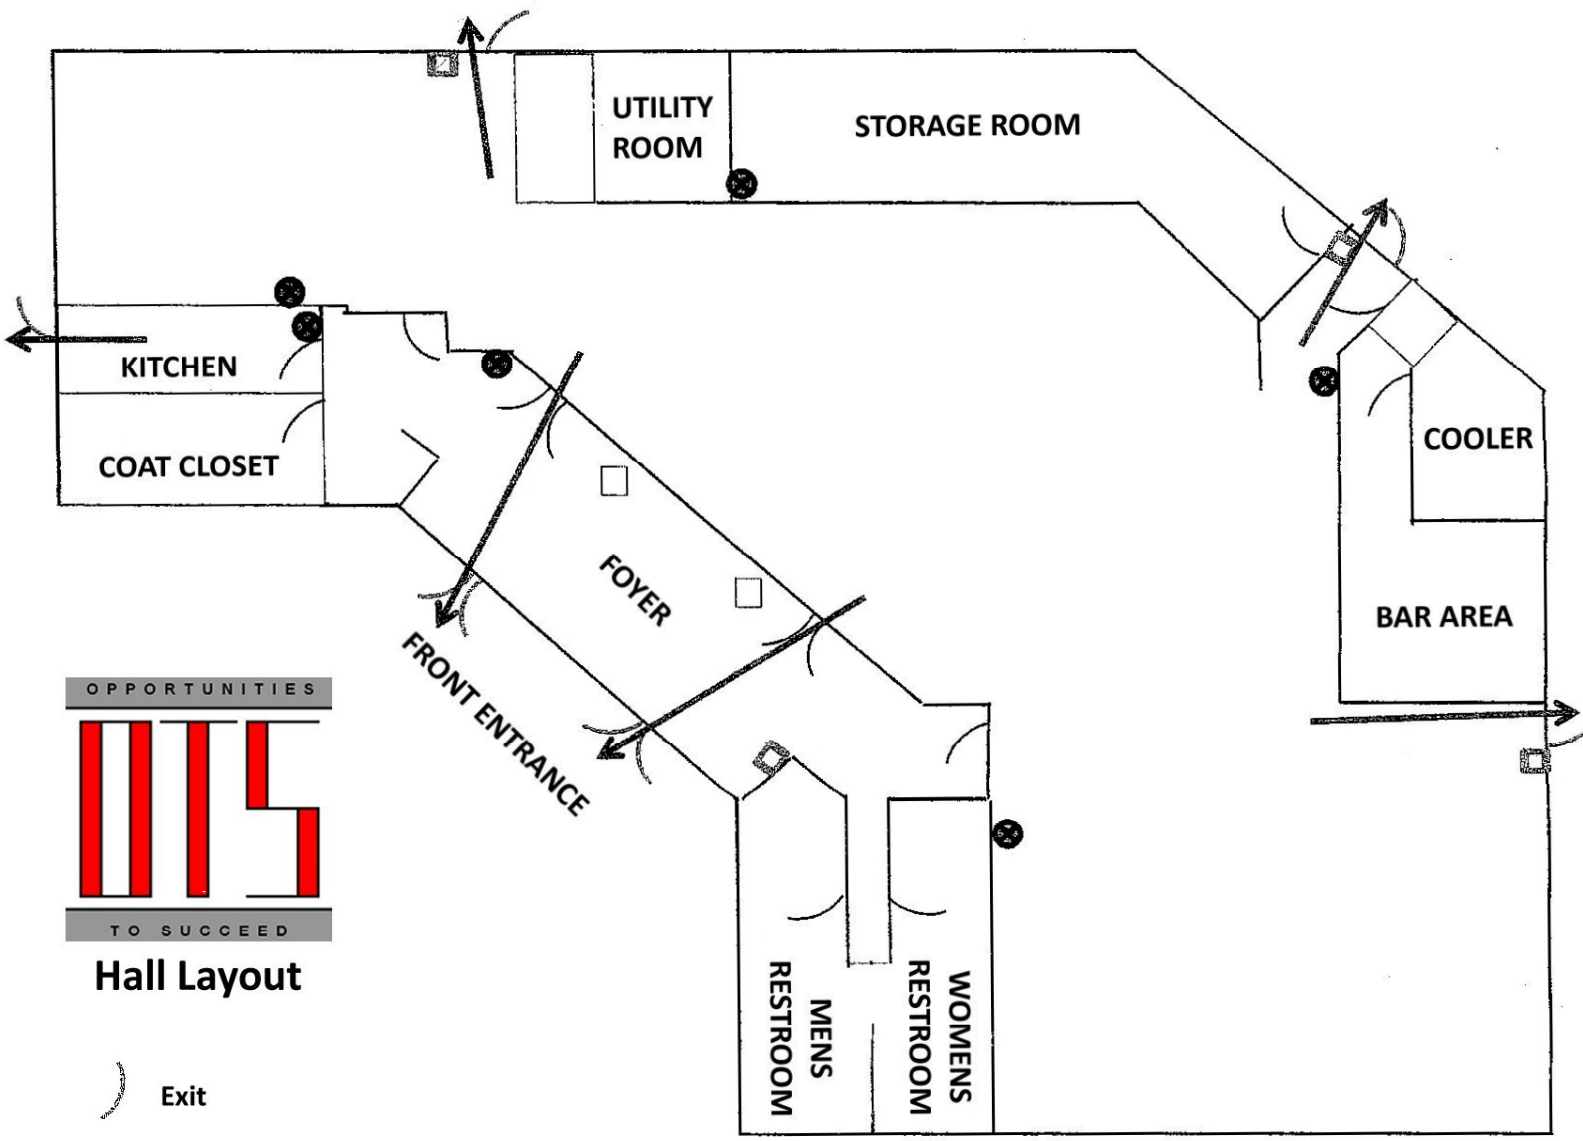 UTILITY
ROOM
STORAGE ROOM
KITCHEN
COAT CLOSET
COOLER
FOYER
BAR AREA
FRONT ENTRANCE
OPPORTUNITIES
OTS
TO SUCCEED
Hall Layout
MENS
RESTROOM
WOMENS
RESTROOM
Exit